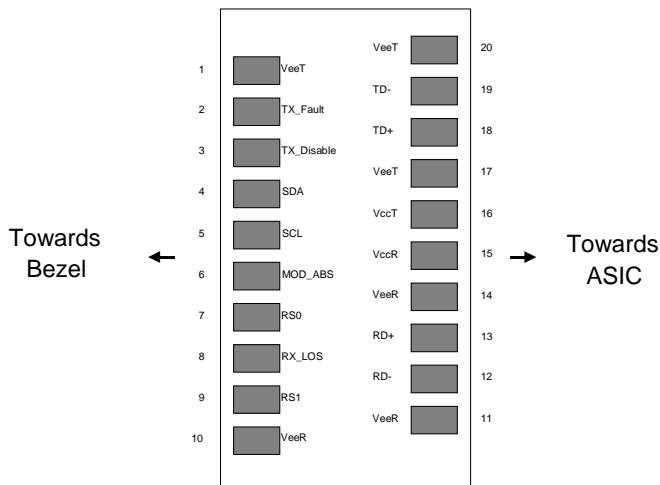 1 VeeT
2 TX_Fault
3 TX_Disable
4 SDA
5 SCL
6 MOD_ABS
7 RS0
8 RX_LOS
9 RS1
10 VeeR
VeeT 20
TD- 19
TD+ 18
VeeT 17
VccT 16
VccR 15
VeeR 14
RD+ 13
RD- 12
VeeR 11
Towards
Bezel
Towards
ASIC